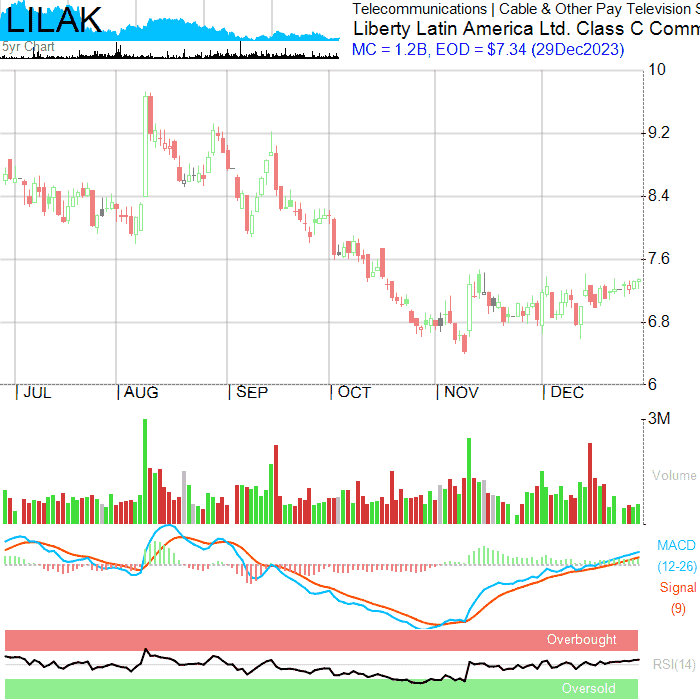 LILAK
5yr Chart
Telecommunications | Cable & Other Pay Television S
Liberty Latin America Ltd. Class C Comm
MC = 1.2B, EOD = $7.34 (29Dec2023)
10
9.2
8.4
7.6
6.8
6
| JUL | AUG | SEP | OCT | NOV | DEC
3M
Volume
MACD
(12-26)
Signal
(9)
Overbought
RSI(14)
Oversold